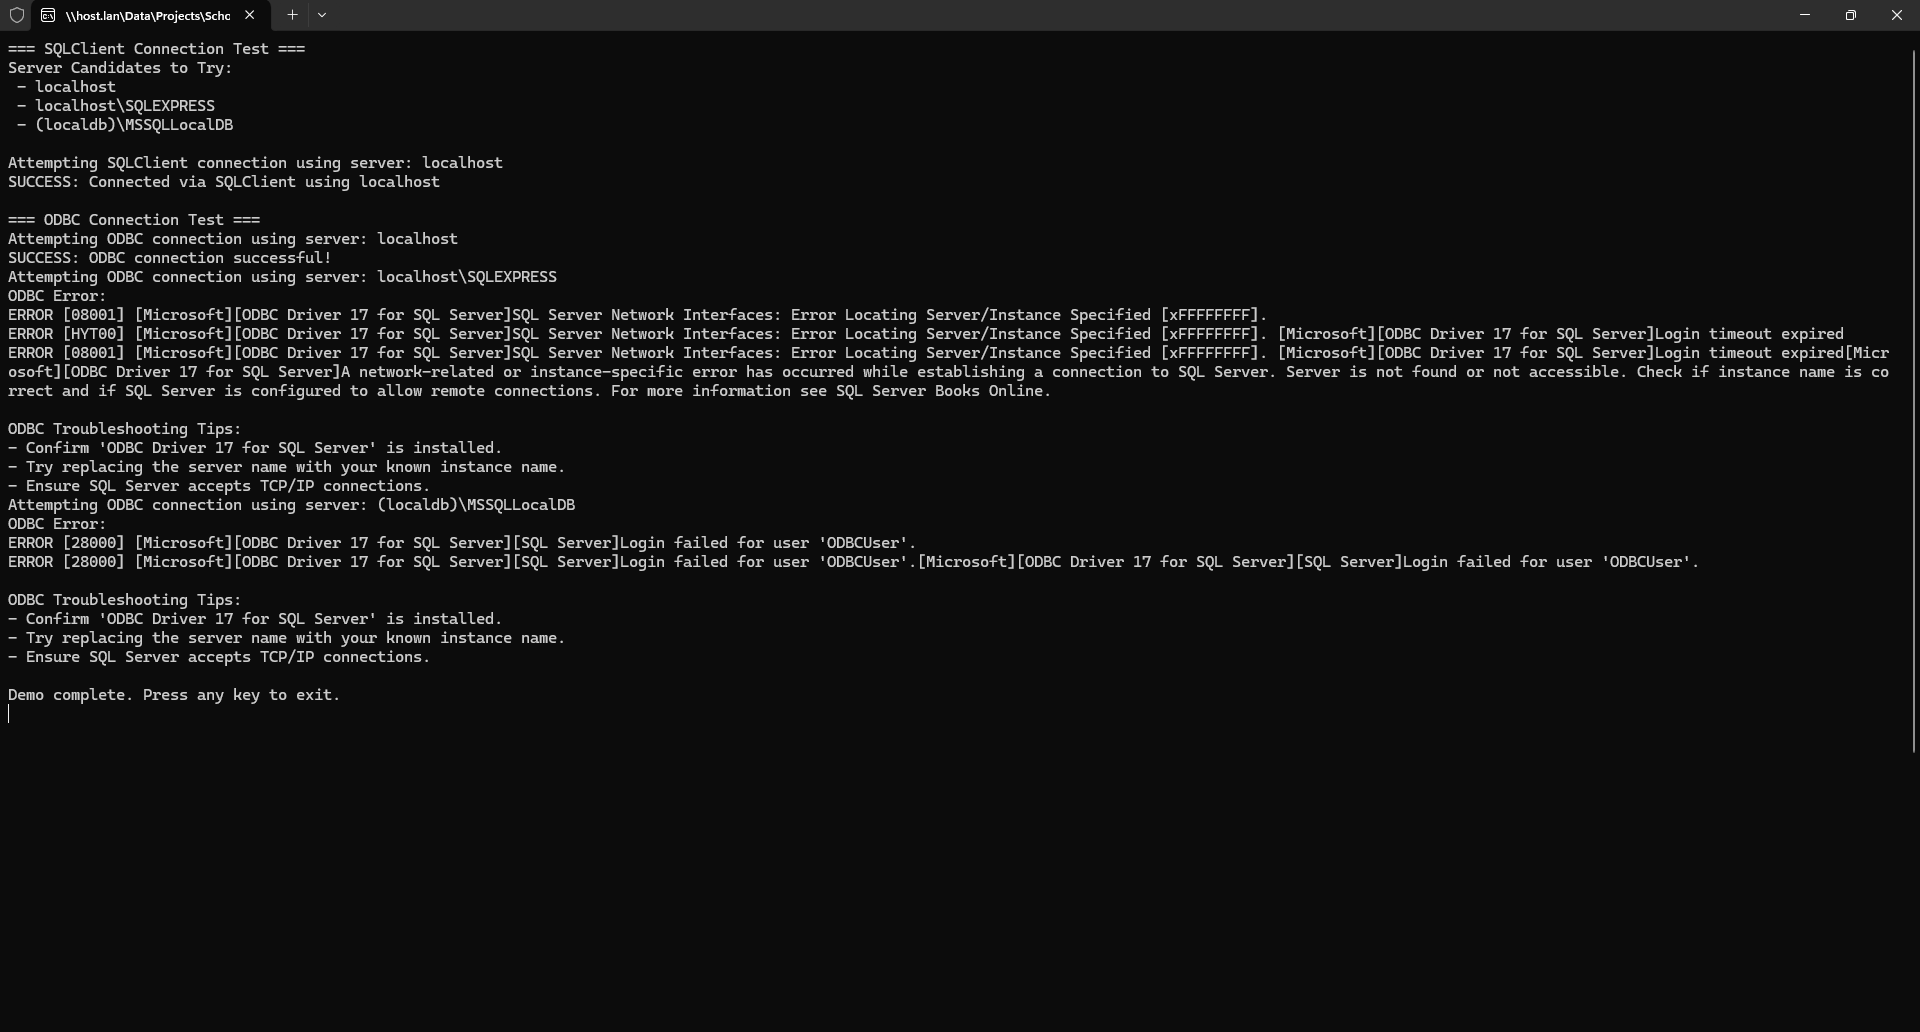 \\host.lan\Data\Projects\Scho
=== SQLClient Connection Test ===
Server Candidates to Try:
 - localhost
 - localhost\SQLEXPRESS
 - (localdb)\MSSQLLocalDB

Attempting SQLClient connection using server: localhost
SUCCESS: Connected via SQLClient using localhost

=== ODBC Connection Test ===
Attempting ODBC connection using server: localhost
SUCCESS: ODBC connection successful!
Attempting ODBC connection using server: localhost\SQLEXPRESS
ODBC Error:
ERROR [08001] [Microsoft][ODBC Driver 17 for SQL Server]SQL Server Network Interfaces: Error Locating Server/Instance Specified [xFFFFFFFF].
ERROR [HYT00] [Microsoft][ODBC Driver 17 for SQL Server]SQL Server Network Interfaces: Error Locating Server/Instance Specified [xFFFFFFFF]. [Microsoft][ODBC Driver 17 for SQL Server]Login timeout expired
ERROR [08001] [Microsoft][ODBC Driver 17 for SQL Server]SQL Server Network Interfaces: Error Locating Server/Instance Specified [xFFFFFFFF]. [Microsoft][ODBC Driver 17 for SQL Server]Login timeout expired[Micr
osoft][ODBC Driver 17 for SQL Server]A network-related or instance-specific error has occurred while establishing a connection to SQL Server. Server is not found or not accessible. Check if instance name is co
rrect and if SQL Server is configured to allow remote connections. For more information see SQL Server Books Online.

ODBC Troubleshooting Tips:
- Confirm 'ODBC Driver 17 for SQL Server' is installed.
- Try replacing the server name with your known instance name.
- Ensure SQL Server accepts TCP/IP connections.
Attempting ODBC connection using server: (localdb)\MSSQLLocalDB
ODBC Error:
ERROR [28000] [Microsoft][ODBC Driver 17 for SQL Server][SQL Server]Login failed for user 'ODBCUser'.
ERROR [28000] [Microsoft][ODBC Driver 17 for SQL Server][SQL Server]Login failed for user 'ODBCUser'.[Microsoft][ODBC Driver 17 for SQL Server][SQL Server]Login failed for user 'ODBCUser'.

ODBC Troubleshooting Tips:
- Confirm 'ODBC Driver 17 for SQL Server' is installed.
- Try replacing the server name with your known instance name.
- Ensure SQL Server accepts TCP/IP connections.

Demo complete. Press any key to exit.